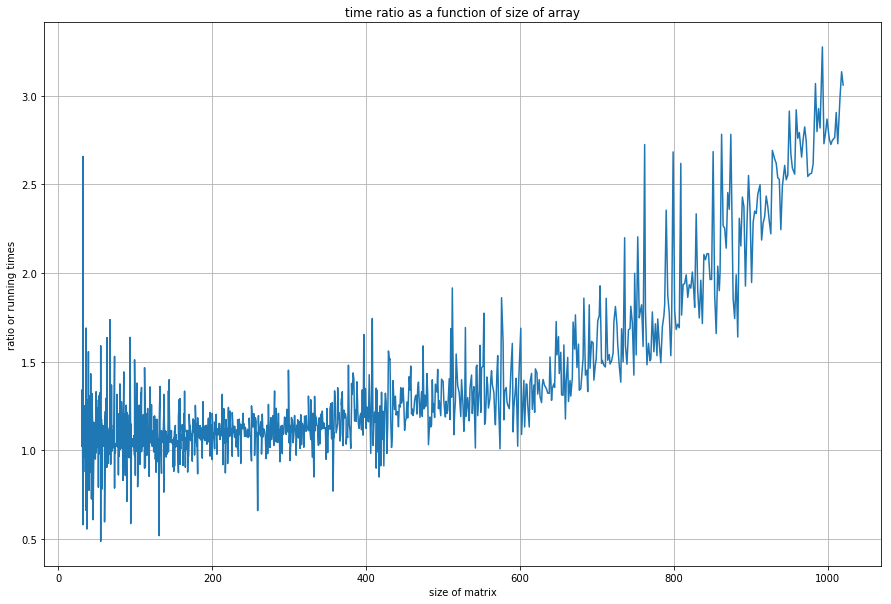 time ratio as a function of size of array
ratio or running times
3.0
2.5
2.0
1.5
1.0
0.5
0 200 400 600 800 1000
size of matrix